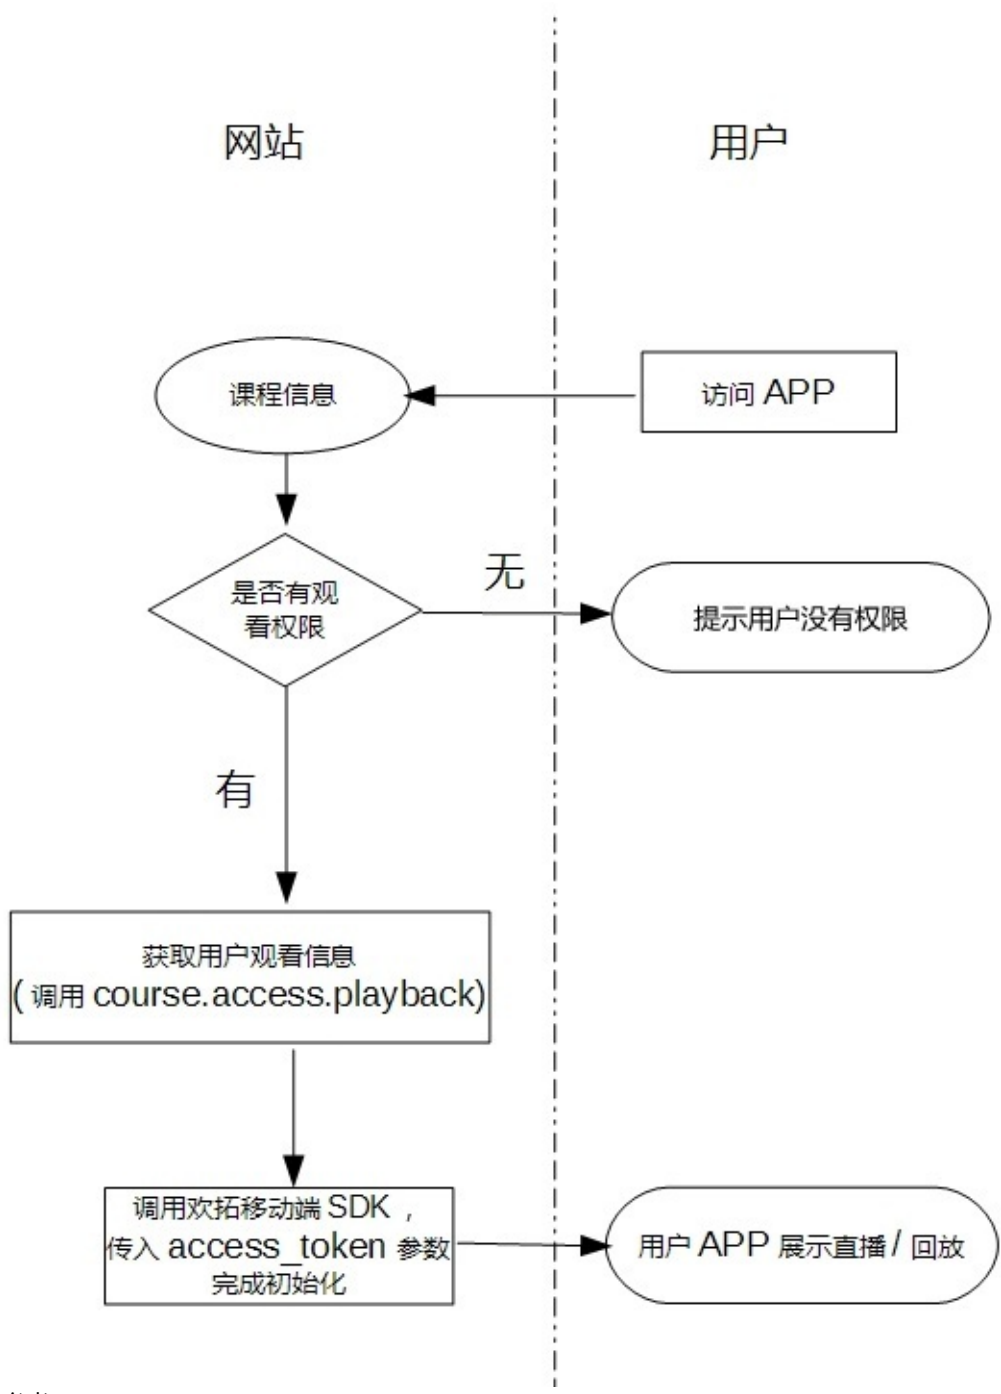 网站
用户
课程信息
访问 APP
是否有观
看权限
无
提示用户没有权限
有
获取用户观看信息
( 调用 course.access.playback)
调用欢拓移动端 SDK ，
传入 access_token 参数
完成初始化
用户 APP 展示直播 / 回放